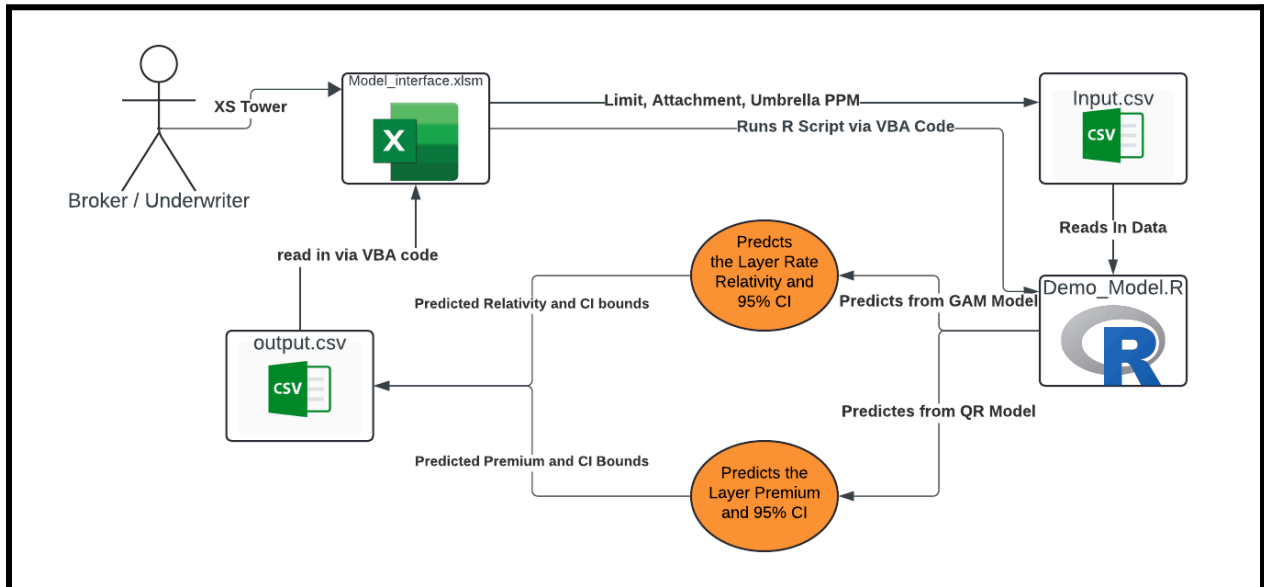 Model_interface.xlsm
XS Tower
X
Limit, Attachment, Umbrella PPM
Runs R Script via VBA Code
Input.csv
CSV
Broker / Underwriter
Reads In Data
read in via VBA code
Predcts
the Layer Rate
Relativity and
95% CI
Predicted Relativity and CI bounds
Predicts from GAM Model
Demo_Model.R
R
output.csv
CSV
Predictes from QR Model
Predicted Premium and CI Bounds
Predicts the
Layer Premium
and 95% CI